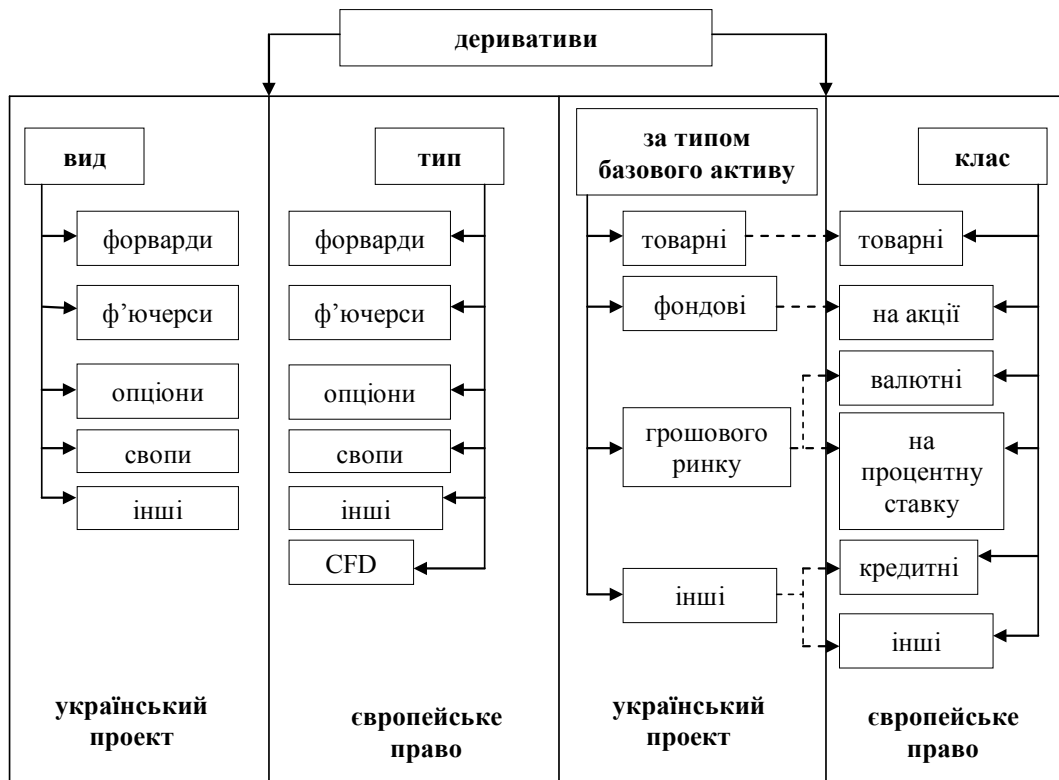 деривативи
вид
форварди
ф’ючерси
опціони
свопи
інші
український
проект
тип
форварди
ф’ючерси
опціони
свопи
інші
CFD
європейське
право
за типом
базового активу
товарні
фондові
грошового
ринку
інші
український
проект
клас
товарні
на акції
валютні
на
процентну
ставку
кредитні
інші
європейське
право